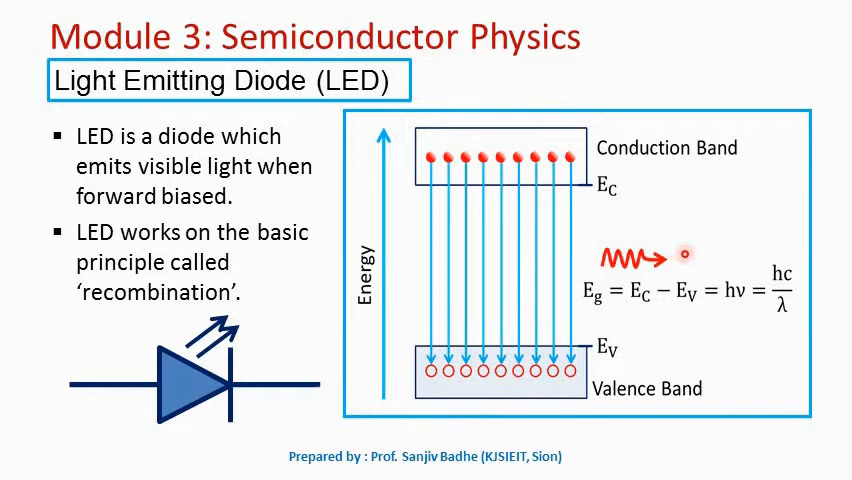 Module 3: Semiconductor Physics
Light Emitting Diode (LED)
▪ LED is a diode which
emits visible light when
forward biased.
▪ LED works on the basic
principle called
‘recombination’.
Energy
Conduction Band
E_C
E_g = E_C − E_V = hν = hc/λ
E_V
Valence Band
Prepared by : Prof. Sanjiv Badhe (KJSIEIT, Sion)